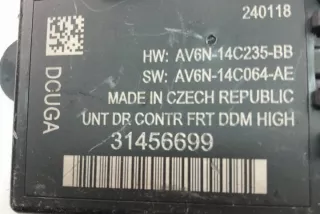 240118
HW: AV6N-14C235-BB
SW: AV6N-14C064-AE
DCUGA
MADE IN CZECH REPUBLIC
UNT DR CONTR FRT DDM HIGH
31456699